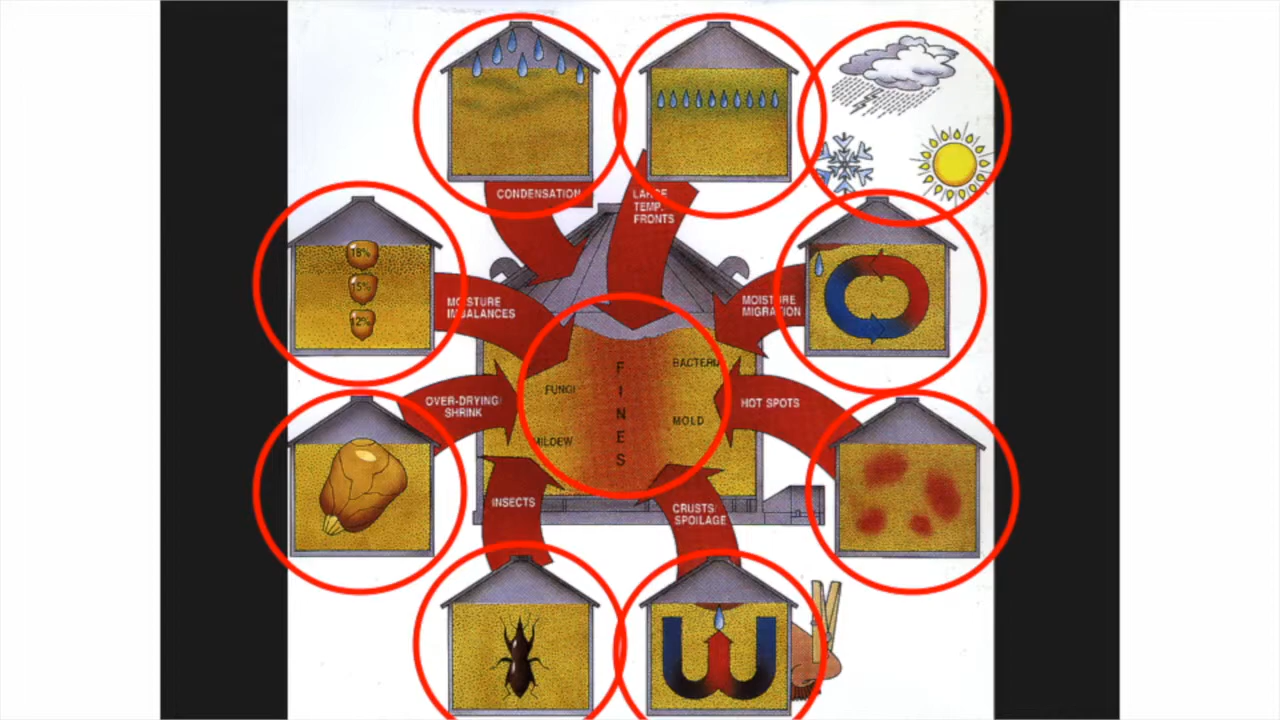 CONDENSATION
LARGE
TEMP.
FRONTS
18%
15%
12%
MOISTURE
IMBALANCES
MOISTURE
MIGRATION
OVER-DRYING/
SHRINK
HOT SPOTS
FINES
FUNGI
BACTERIA
MILDEW
MOLD
INSECTS
CRUSTS/
SPOILAGE